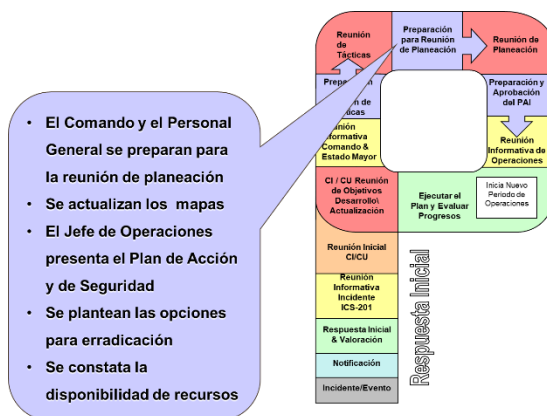 • El Comando y el Personal
General se preparan para
la reunión de planeación
• Se actualizan los mapas
• El Jefe de Operaciones
presenta el Plan de Acción
y de Seguridad
• Se plantean las opciones
para erradicación
• Se constata la
disponibilidad de recursos
Reunión
de
Tácticas
Preparación
para Reunión
de Planeación
Reunión de
Planeación
Preparación y
Aprobación
del PAI
Reunión
Informativa de
Operaciones
Inicia Nuevo
Periodo de
Operaciones
Ejecutar el
Plan y Evaluar
Progresos
de
Comando &
Estado Mayor
CI / CU Reunión
de Objetivos
Desarrollo\
Actualización
Reunión Inicial
CI/CU
Reunión
Informativa
Incidente
ICS-201
Respuesta Inicial
& Valoración
Notificación
Incidente/Evento
Respuesta Inicial